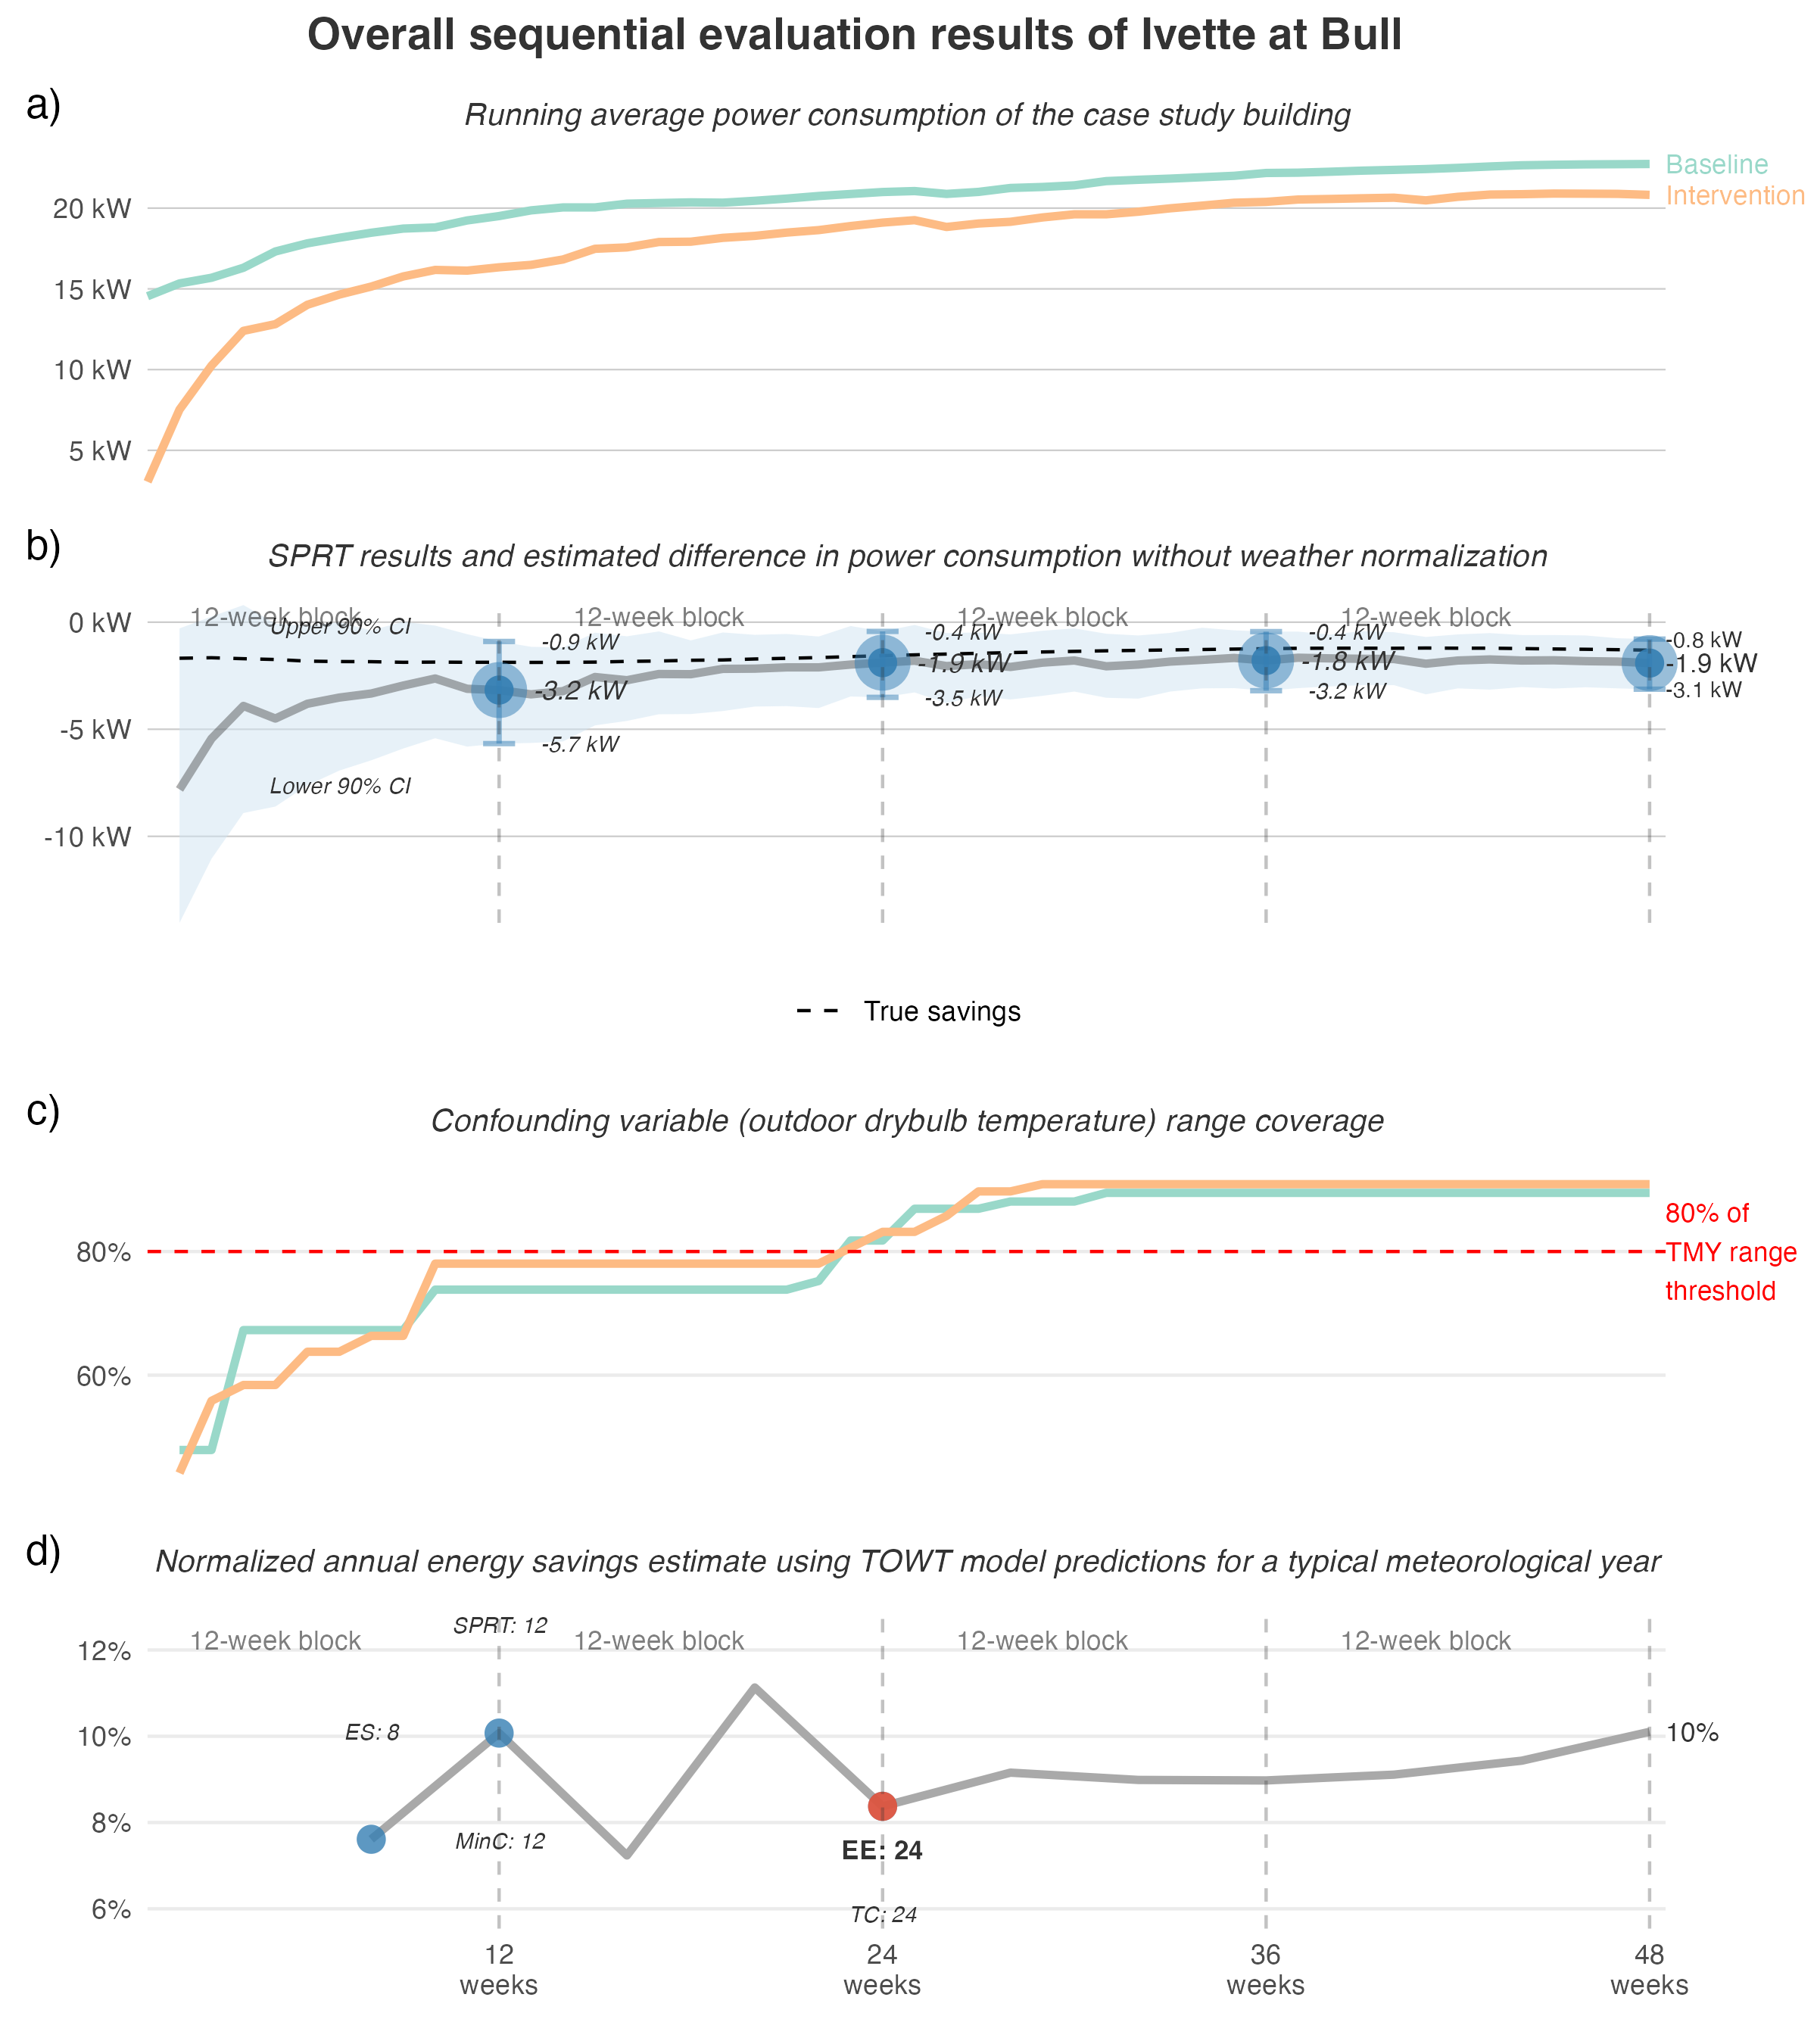 Overall sequential evaluation results of Ivette at Bull
a)
Running average power consumption of the case study building
Baseline
Intervention
20 kW
15 kW
10 kW
5 kW
b)
SPRT results and estimated difference in power consumption without weather normalization
12-week block 12-week block 12-week block 12-week block
0 kW
Upper 90% CI
-0.9 kW
-0.4 kW
-0.4 kW
-0.8 kW
-3.2 kW
-1.9 kW
-1.8 kW
-1.9 kW
-5.7 kW
-3.5 kW
-3.2 kW
-3.1 kW
-5 kW
Lower 90% CI
-10 kW
True savings
c)
Confounding variable (outdoor drybulb temperature) range coverage
80%
60%
80% of
TMY range
threshold
d)
Normalized annual energy savings estimate using TOWT model predictions for a typical meteorological year
SPRT: 12
12-week block 12-week block 12-week block 12-week block
12%
10%
8%
6%
ES: 8
10%
MinC: 12
EE: 24
TC: 24
12
weeks
24
weeks
36
weeks
48
weeks